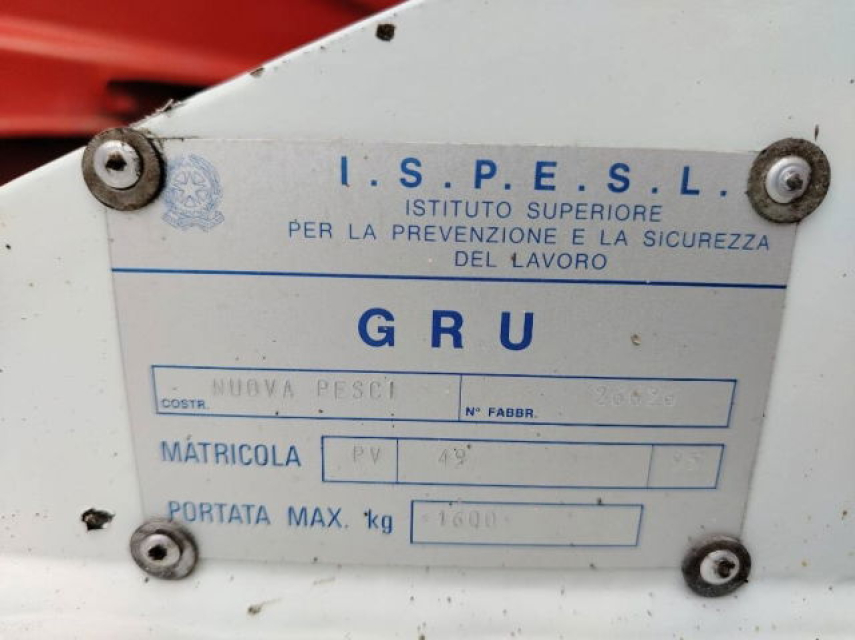 I.S.P.E.S.L.
ISTITUTO SUPERIORE
PER LA PREVENZIONE E LA SICUREZZA
DEL LAVORO
GRU
COSTR. NUOVA PESCI N° FABBR.
MATRICOLA PV 49
PORTATA MAX. kg 1600